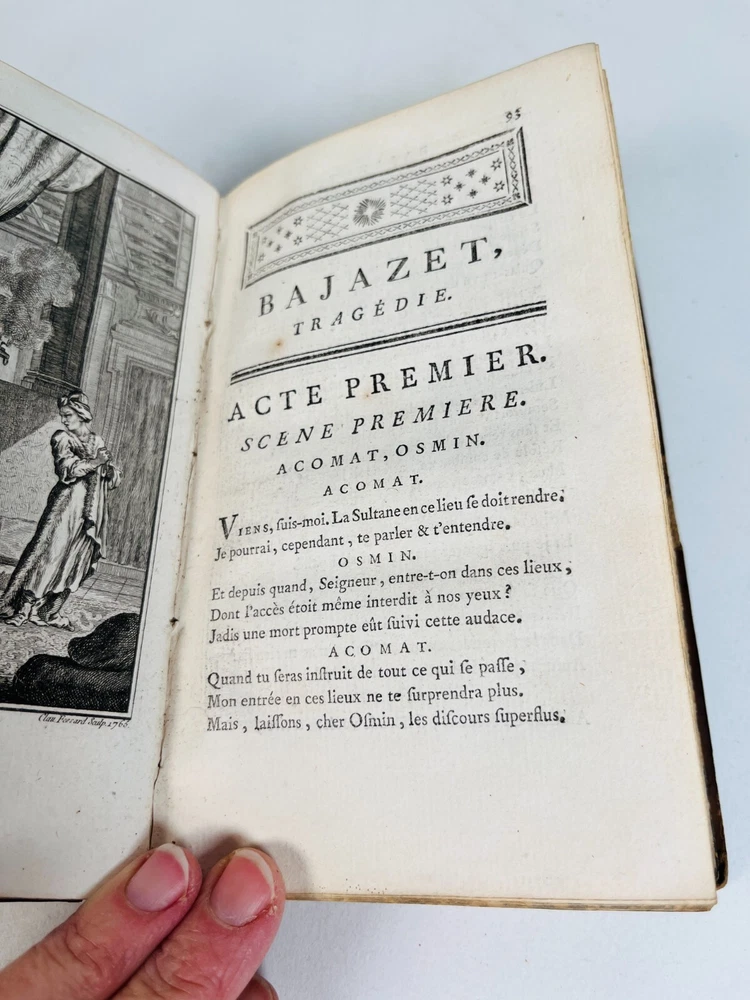 Clau Ferrard Sculp. 176
95
BAJAZET,
TRAGÉDIE.
ACTE PREMIER.
SCENE PREMIERE.
ACOMAT, OSMIN.
ACOMAT.
VIENS, ſuis-moi. La Sultane en ce lieu ſe doit rendre.
Je pourrai, cependant, te parler & t'entendre.
OSMIN.
Et depuis quand, Seigneur, entre-t-on dans ces lieux,
Dont l'accès étoit même interdit à nos yeux?
Jadis une mort prompte eût ſuivi cette audace.
ACOMAT.
Quand tu ſeras inſtruit de tout ce qui ſe paſſe,
Mon entrée en ces lieux ne te ſurprendra plus.
Mais, laiſſons, cher Oſmin, les diſcours ſuperflus.